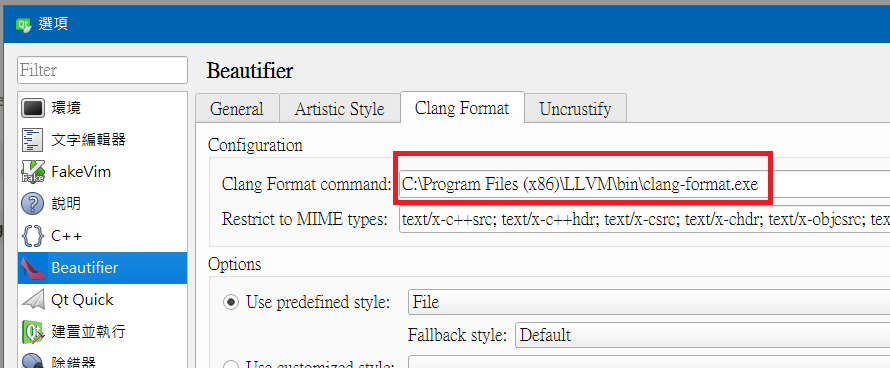 選項
Filter
環境
文字編輯器
FakeVim
說明
C++
Beautifier
Qt Quick
建置並執行
除錯器
Beautifier
General
Artistic Style
Clang Format
Uncrustify
Configuration
Clang Format command: C:\Program Files (x86)\LLVM\bin\clang-format.exe
Restrict to MIME types: text/x-c++src; text/x-c++hdr; text/x-csrc; text/x-chdr; text/x-objcsrc; tex
Options
Use predefined style: File
Fallback style: Default
Use customized style: